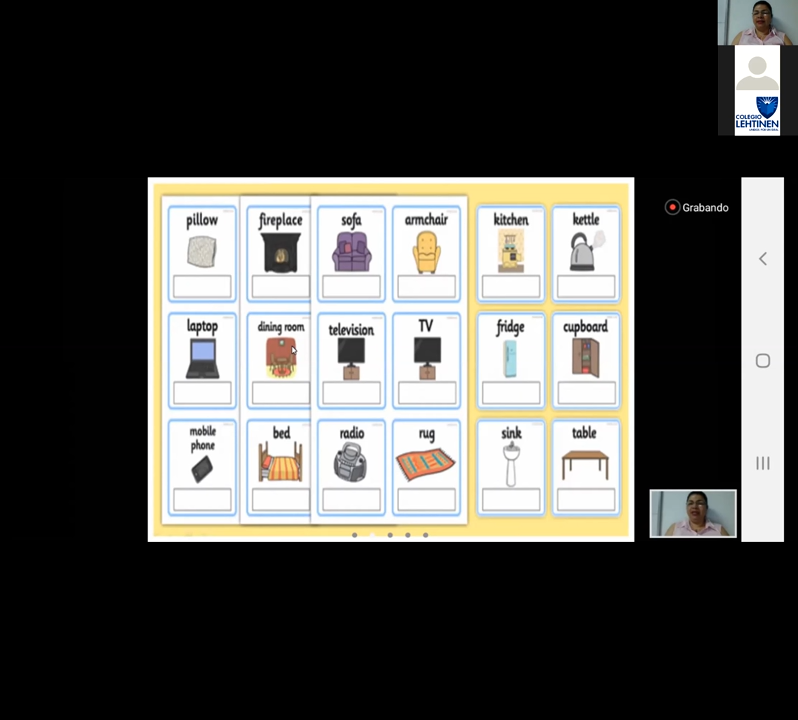 COLEGIO
LEHTINEN
Grabando
pillow
fireplace
sofa
armchair
kitchen
kettle
laptop
dining room
television
TV
fridge
cupboard
mobile
phone
bed
radio
rug
sink
table